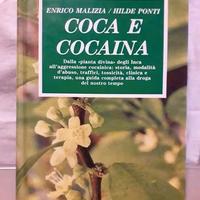 ENRICO MALIZIA / HILDE PONTI
COCA E
COCAINA
Dalla «pianta divina» degli Inca
all'aggressione cocainica: storia, modalità
d'abuso, traffici, tossicità, clinica e
terapia, una guida completa alla droga
del nostro tempo